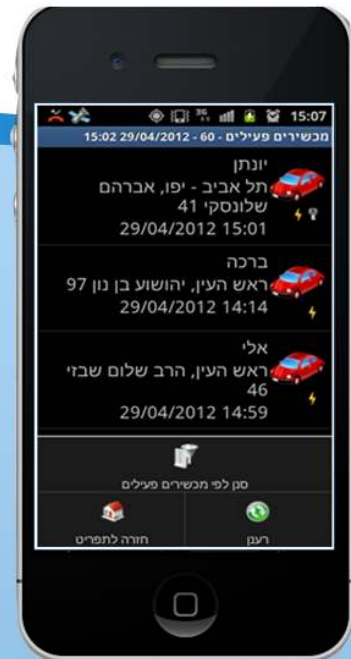 3G 15:07
מכשירים פעילים - 60 - 29/04/2012 15:02
יונתן
תל אביב - יפו, אברהם
שלונסקי 41
29/04/2012 15:01
ברכה
ראש העין, יהושוע בן נון 97
29/04/2012 14:14
אלי
ראש העין, הרב שלום שבזי
46
29/04/2012 14:59
סנן לפי מכשירים פעילים
רענן
חזרה לתפריט